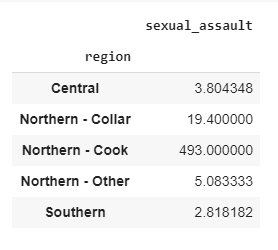 sexual_assault
region
Central 3.804348
Northern - Collar 19.400000
Northern - Cook 493.000000
Northern - Other 5.083333
Southern 2.818182